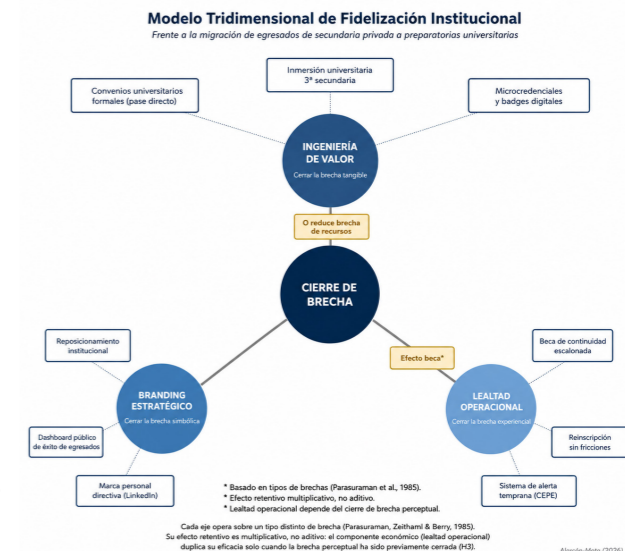 Modelo Tridimensional de Fidelización Institucional
Frente a la migración de egresados de secundaria privada a preparatorias universitarias
Inmersión universitaria
3ª secundaria
Convenios universitarios
formales (pase directo)
Microcredenciales
y badges digitales
INGENIERÍA
DE VALOR
Cerrar la brecha tangible
O reduce brecha
de recursos
CIERRE DE
BRECHA
Efecto beca*
Reposicionamiento
institucional
BRANDING
ESTRATÉGICO
Cerrar la brecha simbólica
Dashboard público
de éxito de egresados
Marca personal
directiva (LinkedIn)
Beca de continuidad
escalonada
LEALTAD
OPERACIONAL
Cerrar la brecha experiencial
Reinscripción
sin fricciones
Sistema de alerta
temprana (CEPE)
* Basado en tipos de brechas (Parasuraman et al., 1985).
* Efecto retentivo multiplicativo, no aditivo.
* Lealtad operacional depende del cierre de brecha perceptual.
Cada eje opera sobre un tipo distinto de brecha (Parasuraman, Zeithaml & Berry, 1985).
Su efecto retentivo es multiplicativo, no aditivo: el componente económico (lealtad operacional)
duplica su eficacia solo cuando la brecha perceptual ha sido previamente cerrada (H3).